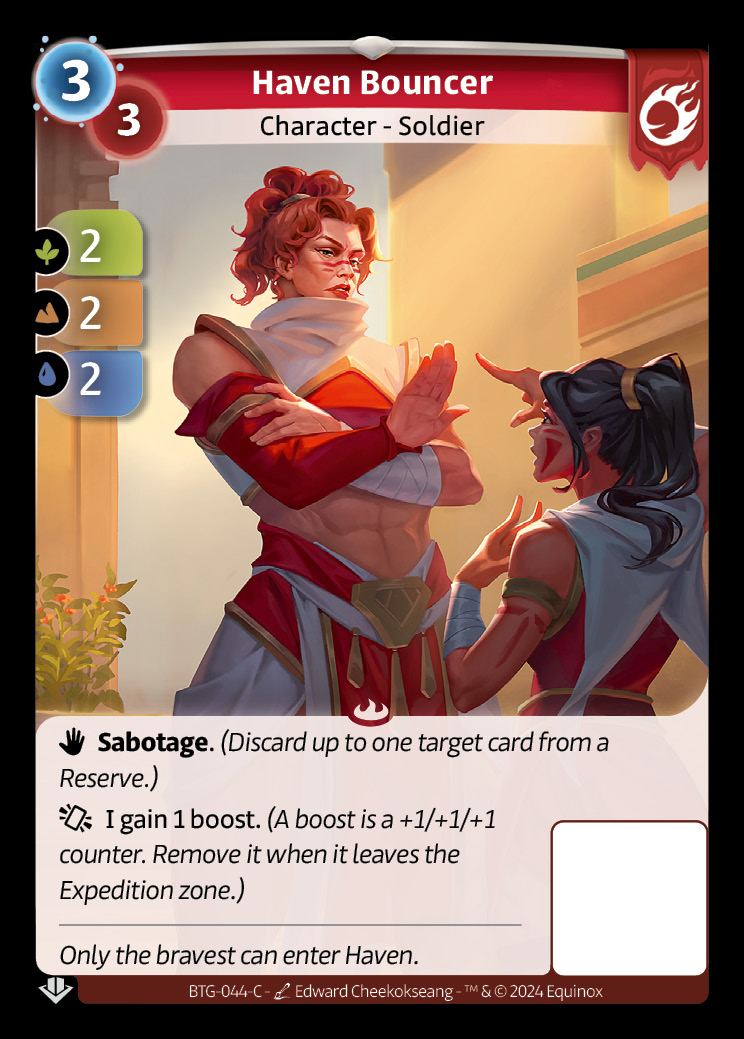 3
Haven Bouncer
3
Character - Soldier
2
2
2
Sabotage. (Discard up to one target card from a
Reserve.)
I gain 1 boost. (A boost is a +1/+1/+1
counter. Remove it when it leaves the
Expedition zone.)
Only the bravest can enter Haven.
BTG-044-C - Edward Cheekokseang - ™ & © 2024 Equinox